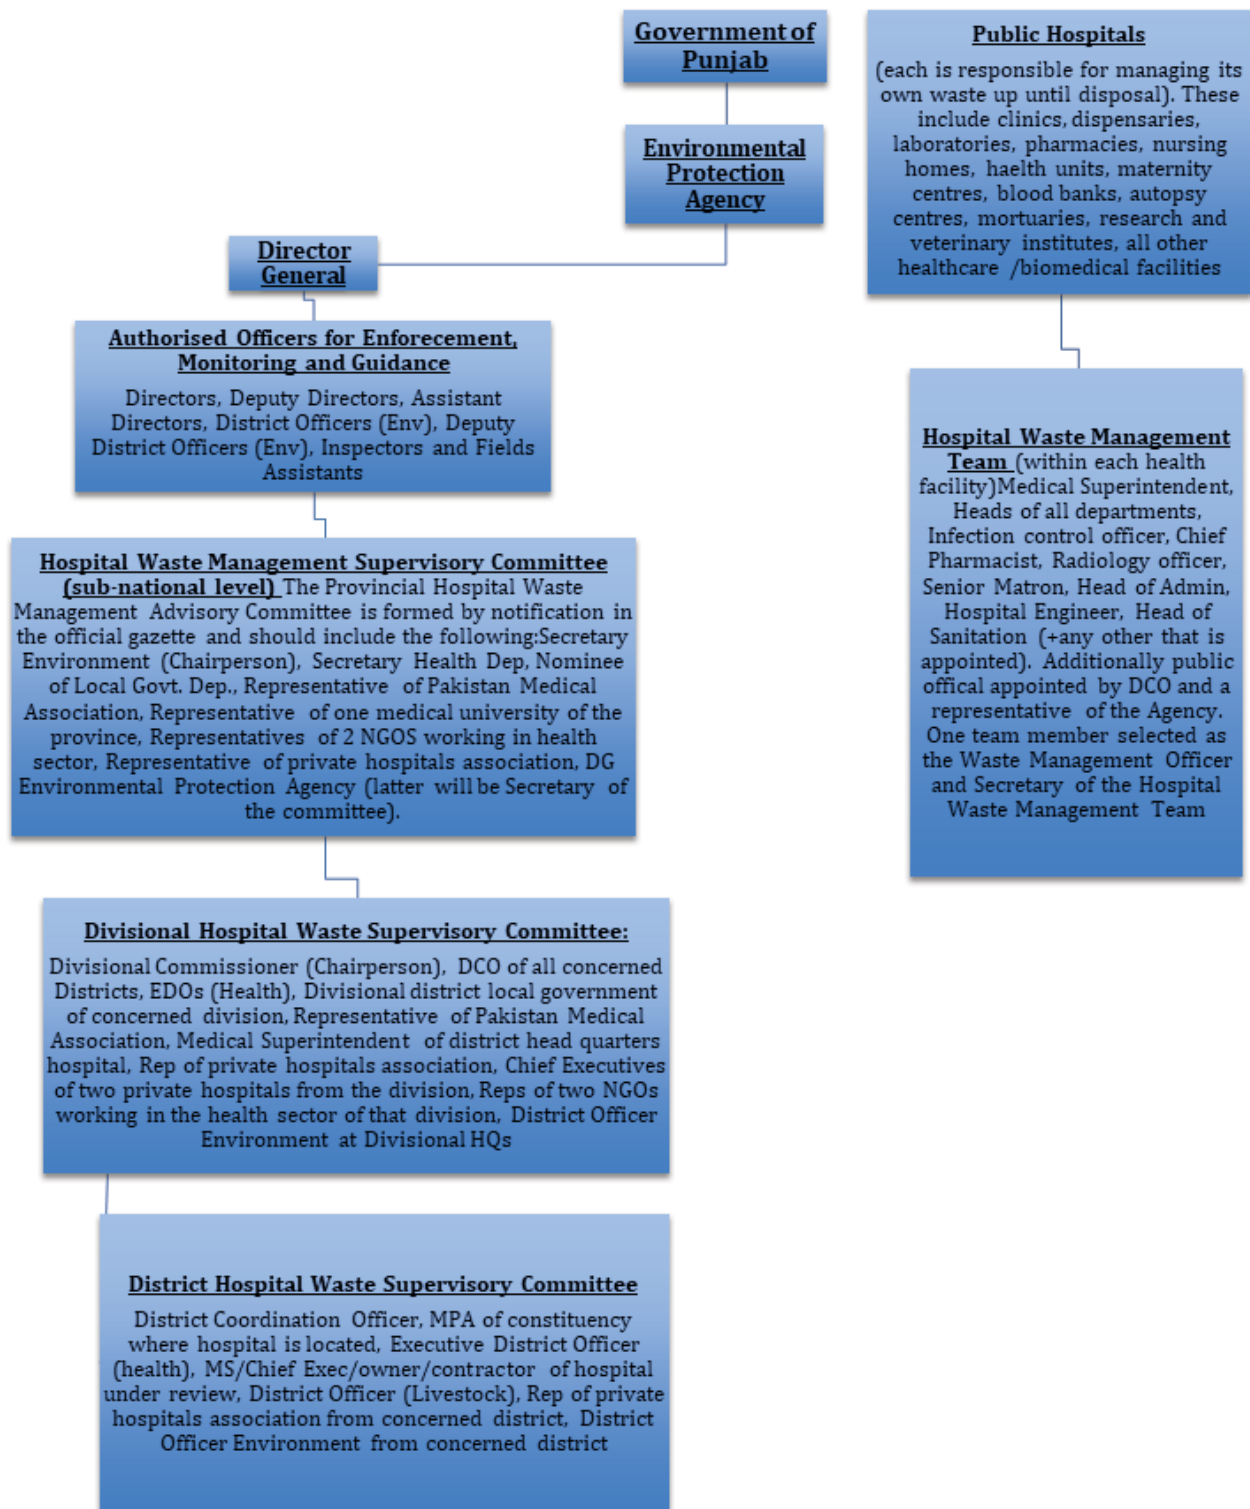 Government of
Punjab
Environmental
Protection
Agency
Director
General
Authorised Officers for Enforecement,
Monitoring and Guidance
Directors, Deputy Directors, Assistant
Directors, District Officers (Env), Deputy
District Officers (Env), Inspectors and Fields
Assistants
Hospital Waste Management Supervisory Committee
(sub-national level) The Provincial Hospital Waste
Management Advisory Committee is formed by notification in
the official gazette and should include the following:Secretary
Environment (Chairperson), Secretary Health Dep, Nominee
of Local Govt. Dep., Representative of Pakistan Medical
Association, Representative of one medical university of the
province, Representatives of 2 NGOS working in health
sector, Representative of private hospitals association, DG
Environmental Protection Agency (latter will be Secretary of
the committee).
Divisional Hospital Waste Supervisory Committee:
Divisional Commissioner (Chairperson), DCO of all concerned
Districts, EDOs (Health), Divisional district local government
of concerned division, Representative of Pakistan Medical
Association, Medical Superintendent of district head quarters
hospital, Rep of private hospitals association, Chief Executives
of two private hospitals from the division, Reps of two NGOs
working in the health sector of that division, District Officer
Environment at Divisional HQs
District Hospital Waste Supervisory Committee
District Coordination Officer, MPA of constituency
where hospital is located, Executive District Officer
(health), MS/Chief Exec/owner/contractor of hospital
under review, District Officer (Livestock), Rep of private
hospitals association from concerned district, District
Officer Environment from concerned district
Public Hospitals
(each is responsible for managing its
own waste up until disposal). These
include clinics, dispensaries,
laboratories, pharmacies, nursing
homes, haelth units, maternity
centres, blood banks, autopsy
centres, mortuaries, research and
veterinary institutes, all other
healthcare /biomedical facilities
Hospital Waste Management
Team (within each health
facility)Medical Superintendent,
Heads of all departments,
Infection control officer, Chief
Pharmacist, Radiology officer,
Senior Matron, Head of Admin,
Hospital Engineer, Head of
Sanitation (+any other that is
appointed). Additionally public
offical appointed by DCO and a
representative of the Agency.
One team member selected as
the Waste Management Officer
and Secretary of the Hospital
Waste Management Team